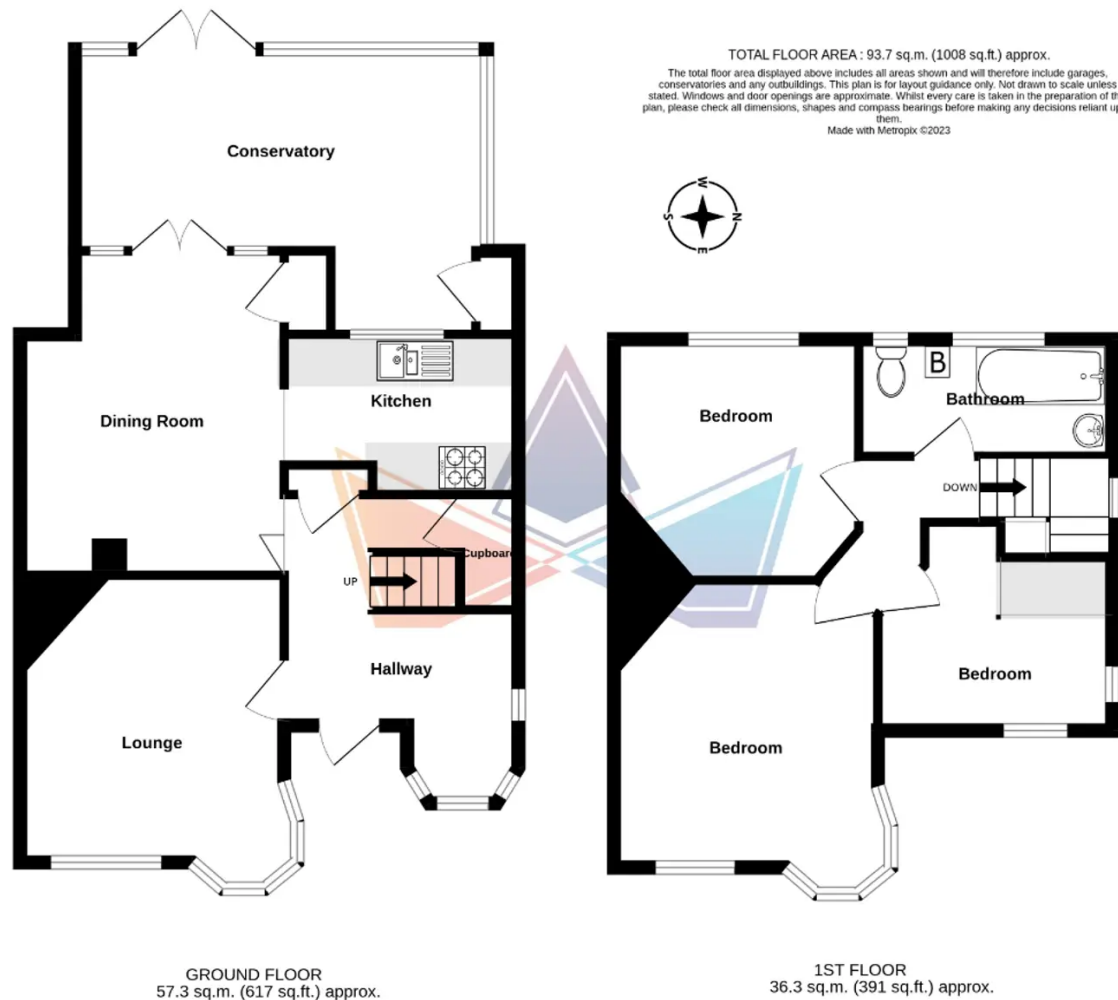 TOTAL FLOOR AREA : 93.7 sq.m. (1008 sq.ft.) approx.
The total floor area displayed above includes all areas shown and will therefore include garages,
conservatories and any outbuildings. This plan is for layout guidance only. Not drawn to scale unless
stated. Windows and door openings are approximate. Whilst every care is taken in the preparation of th
plan, please check all dimensions, shapes and compass bearings before making any decisions reliant up
them.
Made with Metropix ©2023
W
S
N
E
Conservatory
Kitchen
Dining Room
Cupboard
UP
Hallway
Lounge
GROUND FLOOR
57.3 sq.m. (617 sq.ft.) approx.
Bedroom
B
Bathroom
DOWN
Bedroom
Bedroom
1ST FLOOR
36.3 sq.m. (391 sq.ft.) approx.